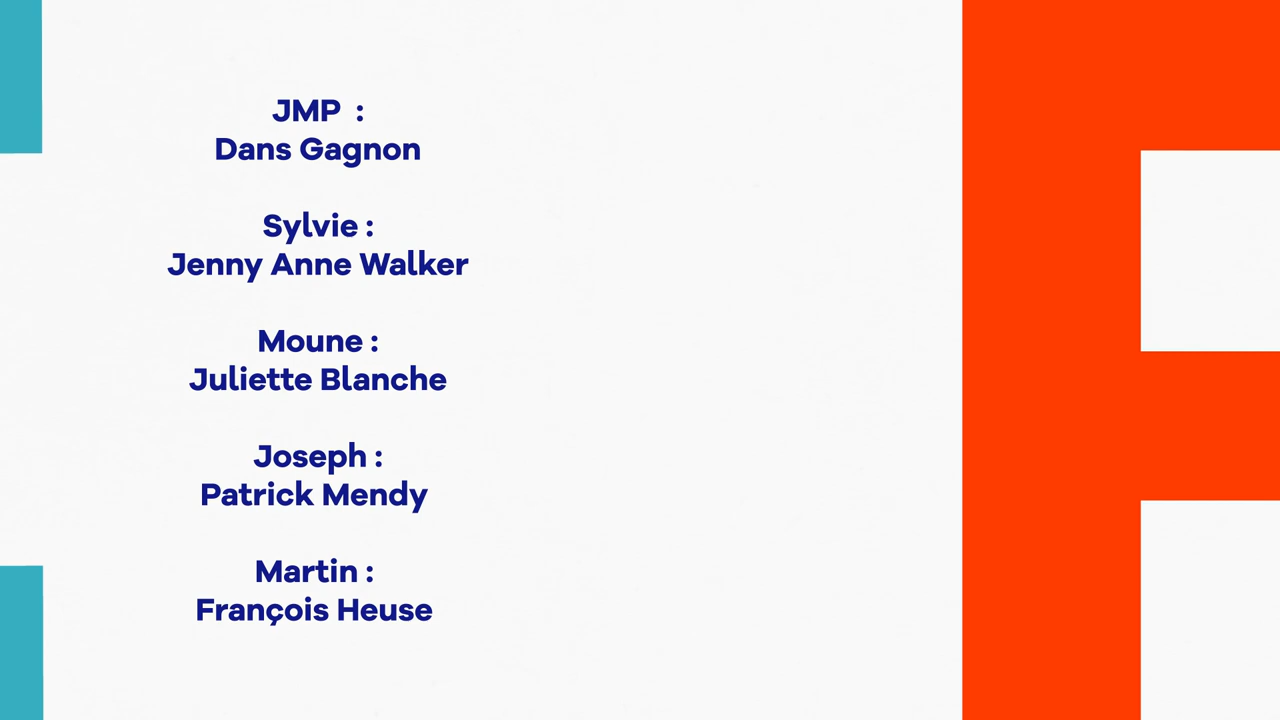 JMP  :
Dans Gagnon
Sylvie :
Jenny Anne Walker
Moune :
Juliette Blanche
Joseph :
Patrick Mendy
Martin :
François Heuse